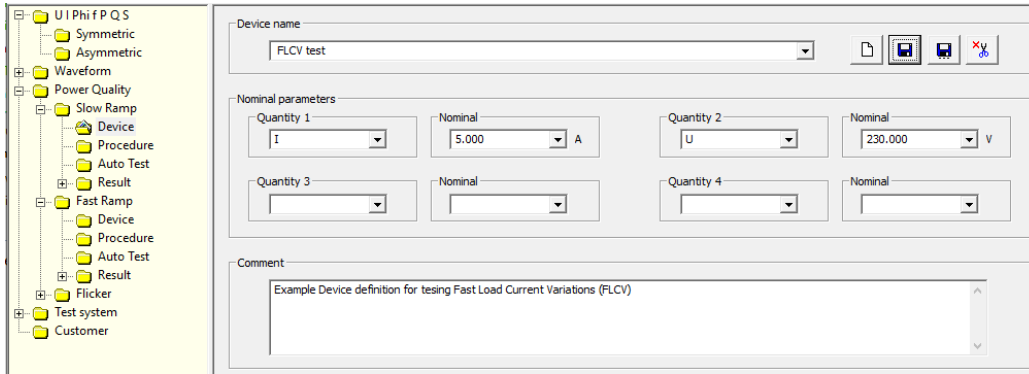 U I Phi f P Q S
Symmetric
Asymmetric
Waveform
Power Quality
Slow Ramp
Device
Procedure
Auto Test
Result
Fast Ramp
Device
Procedure
Auto Test
Result
Flicker
Test system
Customer
Device name
FLCV test
Nominal parameters
Quantity 1 Nominal Quantity 2 Nominal
I 5.000 A U 230.000 V
Quantity 3 Nominal Quantity 4 Nominal
Comment
Example Device definition for tesing Fast Load Current Variations (FLCV)